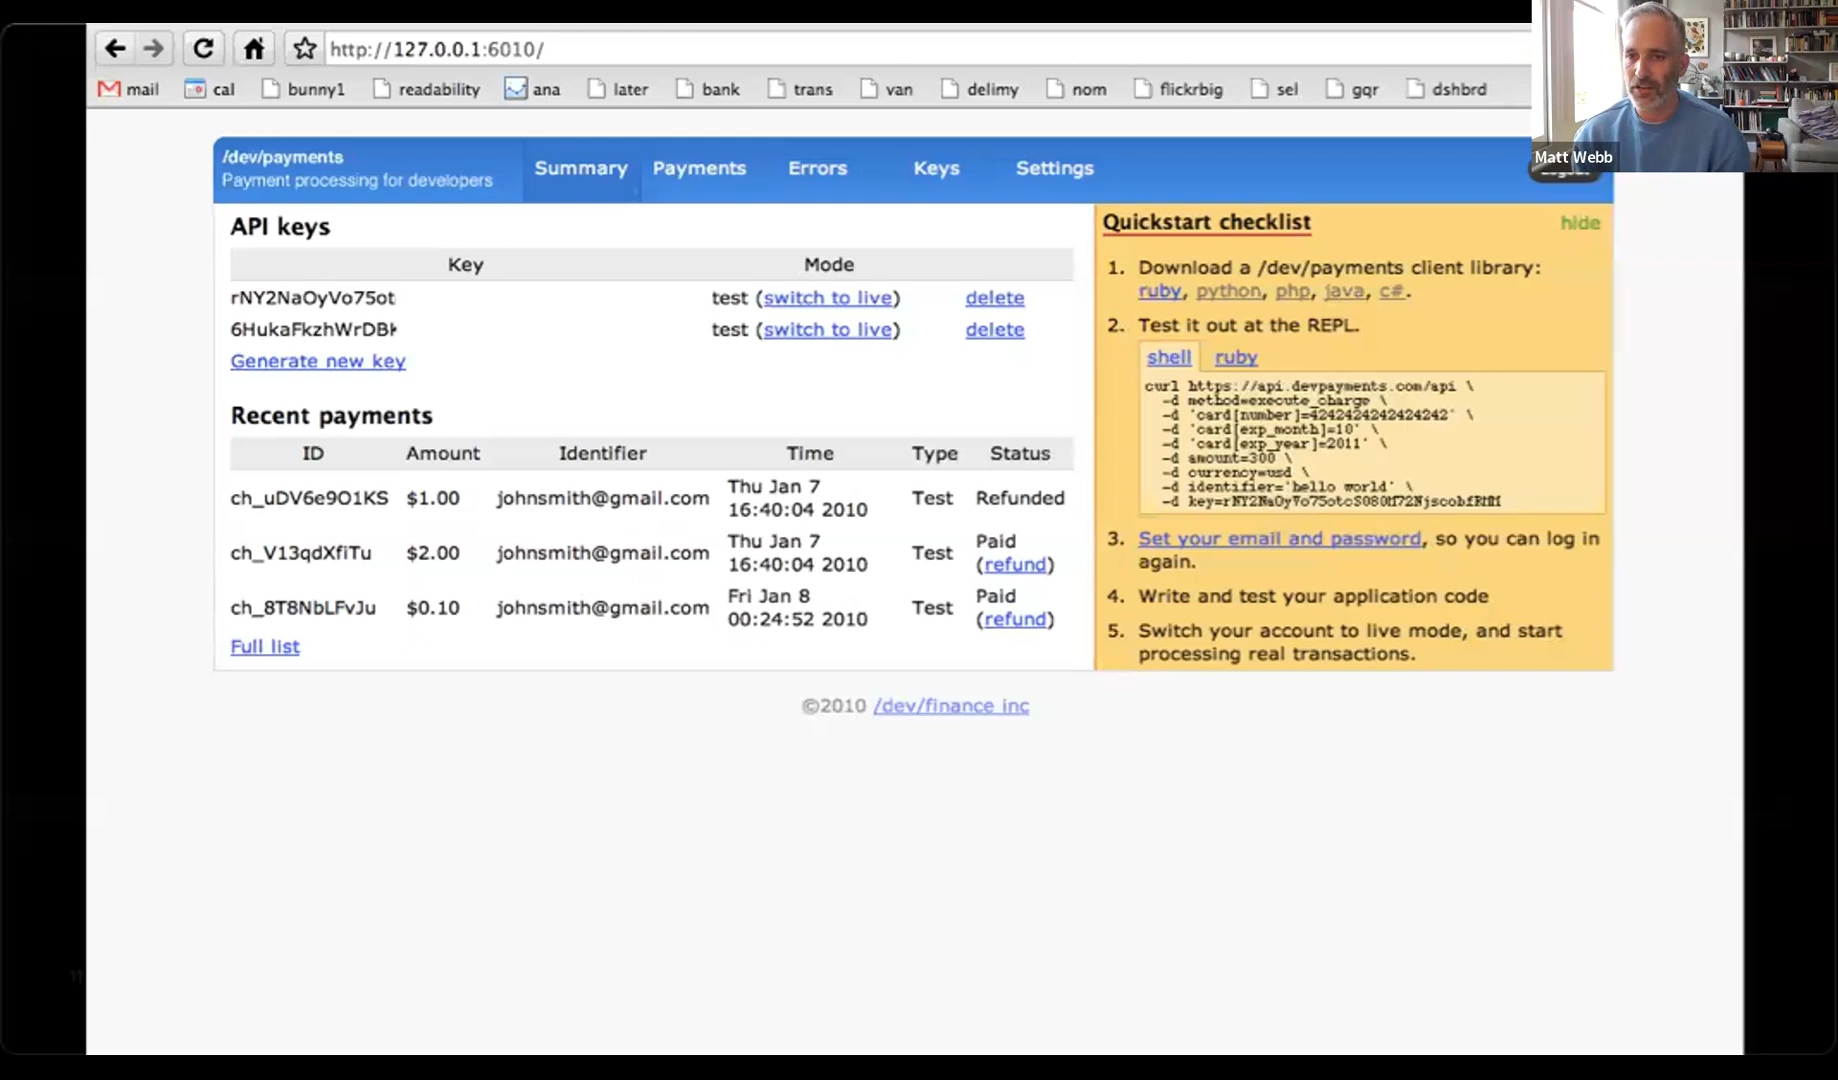 http://127.0.0.1:6010/
mail cal bunny1 readability ana later bank trans van delimy nom flickrbig sel gqr dshbrd
Matt Webb
/dev/payments
Payment processing for developers
Summary Payments Errors Keys Settings
API keys
Key Mode
rNY2NaOyVo75ot test (switch to live) delete
6HukaFkzhWrDB test (switch to live) delete
Generate new key
Recent payments
ID Amount Identifier Time Type Status
ch_uDV6e9O1KS $1.00 johnsmith@gmail.com Thu Jan 7 16:40:04 2010 Test Refunded
ch_V13qdXfiTu $2.00 johnsmith@gmail.com Thu Jan 7 16:40:04 2010 Test Paid (refund)
ch_8T8NbLFvJu $0.10 johnsmith@gmail.com Fri Jan 8 00:24:52 2010 Test Paid (refund)
Full list
Quickstart checklist hide
1. Download a /dev/payments client library:
ruby, python, php, java, c#.
2. Test it out at the REPL.
shell ruby
curl https://api.devpayments.com/api \
-d method=execute_charge \
-d 'card[number]=4242424242424242' \
-d 'card[exp_month]=10' \
-d 'card[exp_year]=2011' \
-d amount=300 \
-d currency=usd \
-d identifier='hello world' \
-d
3. Set your email and password, so you can log in
again.
4. Write and test your application code
5. Switch your account to live mode, and start
processing real transactions.
©2010 /dev/finance inc